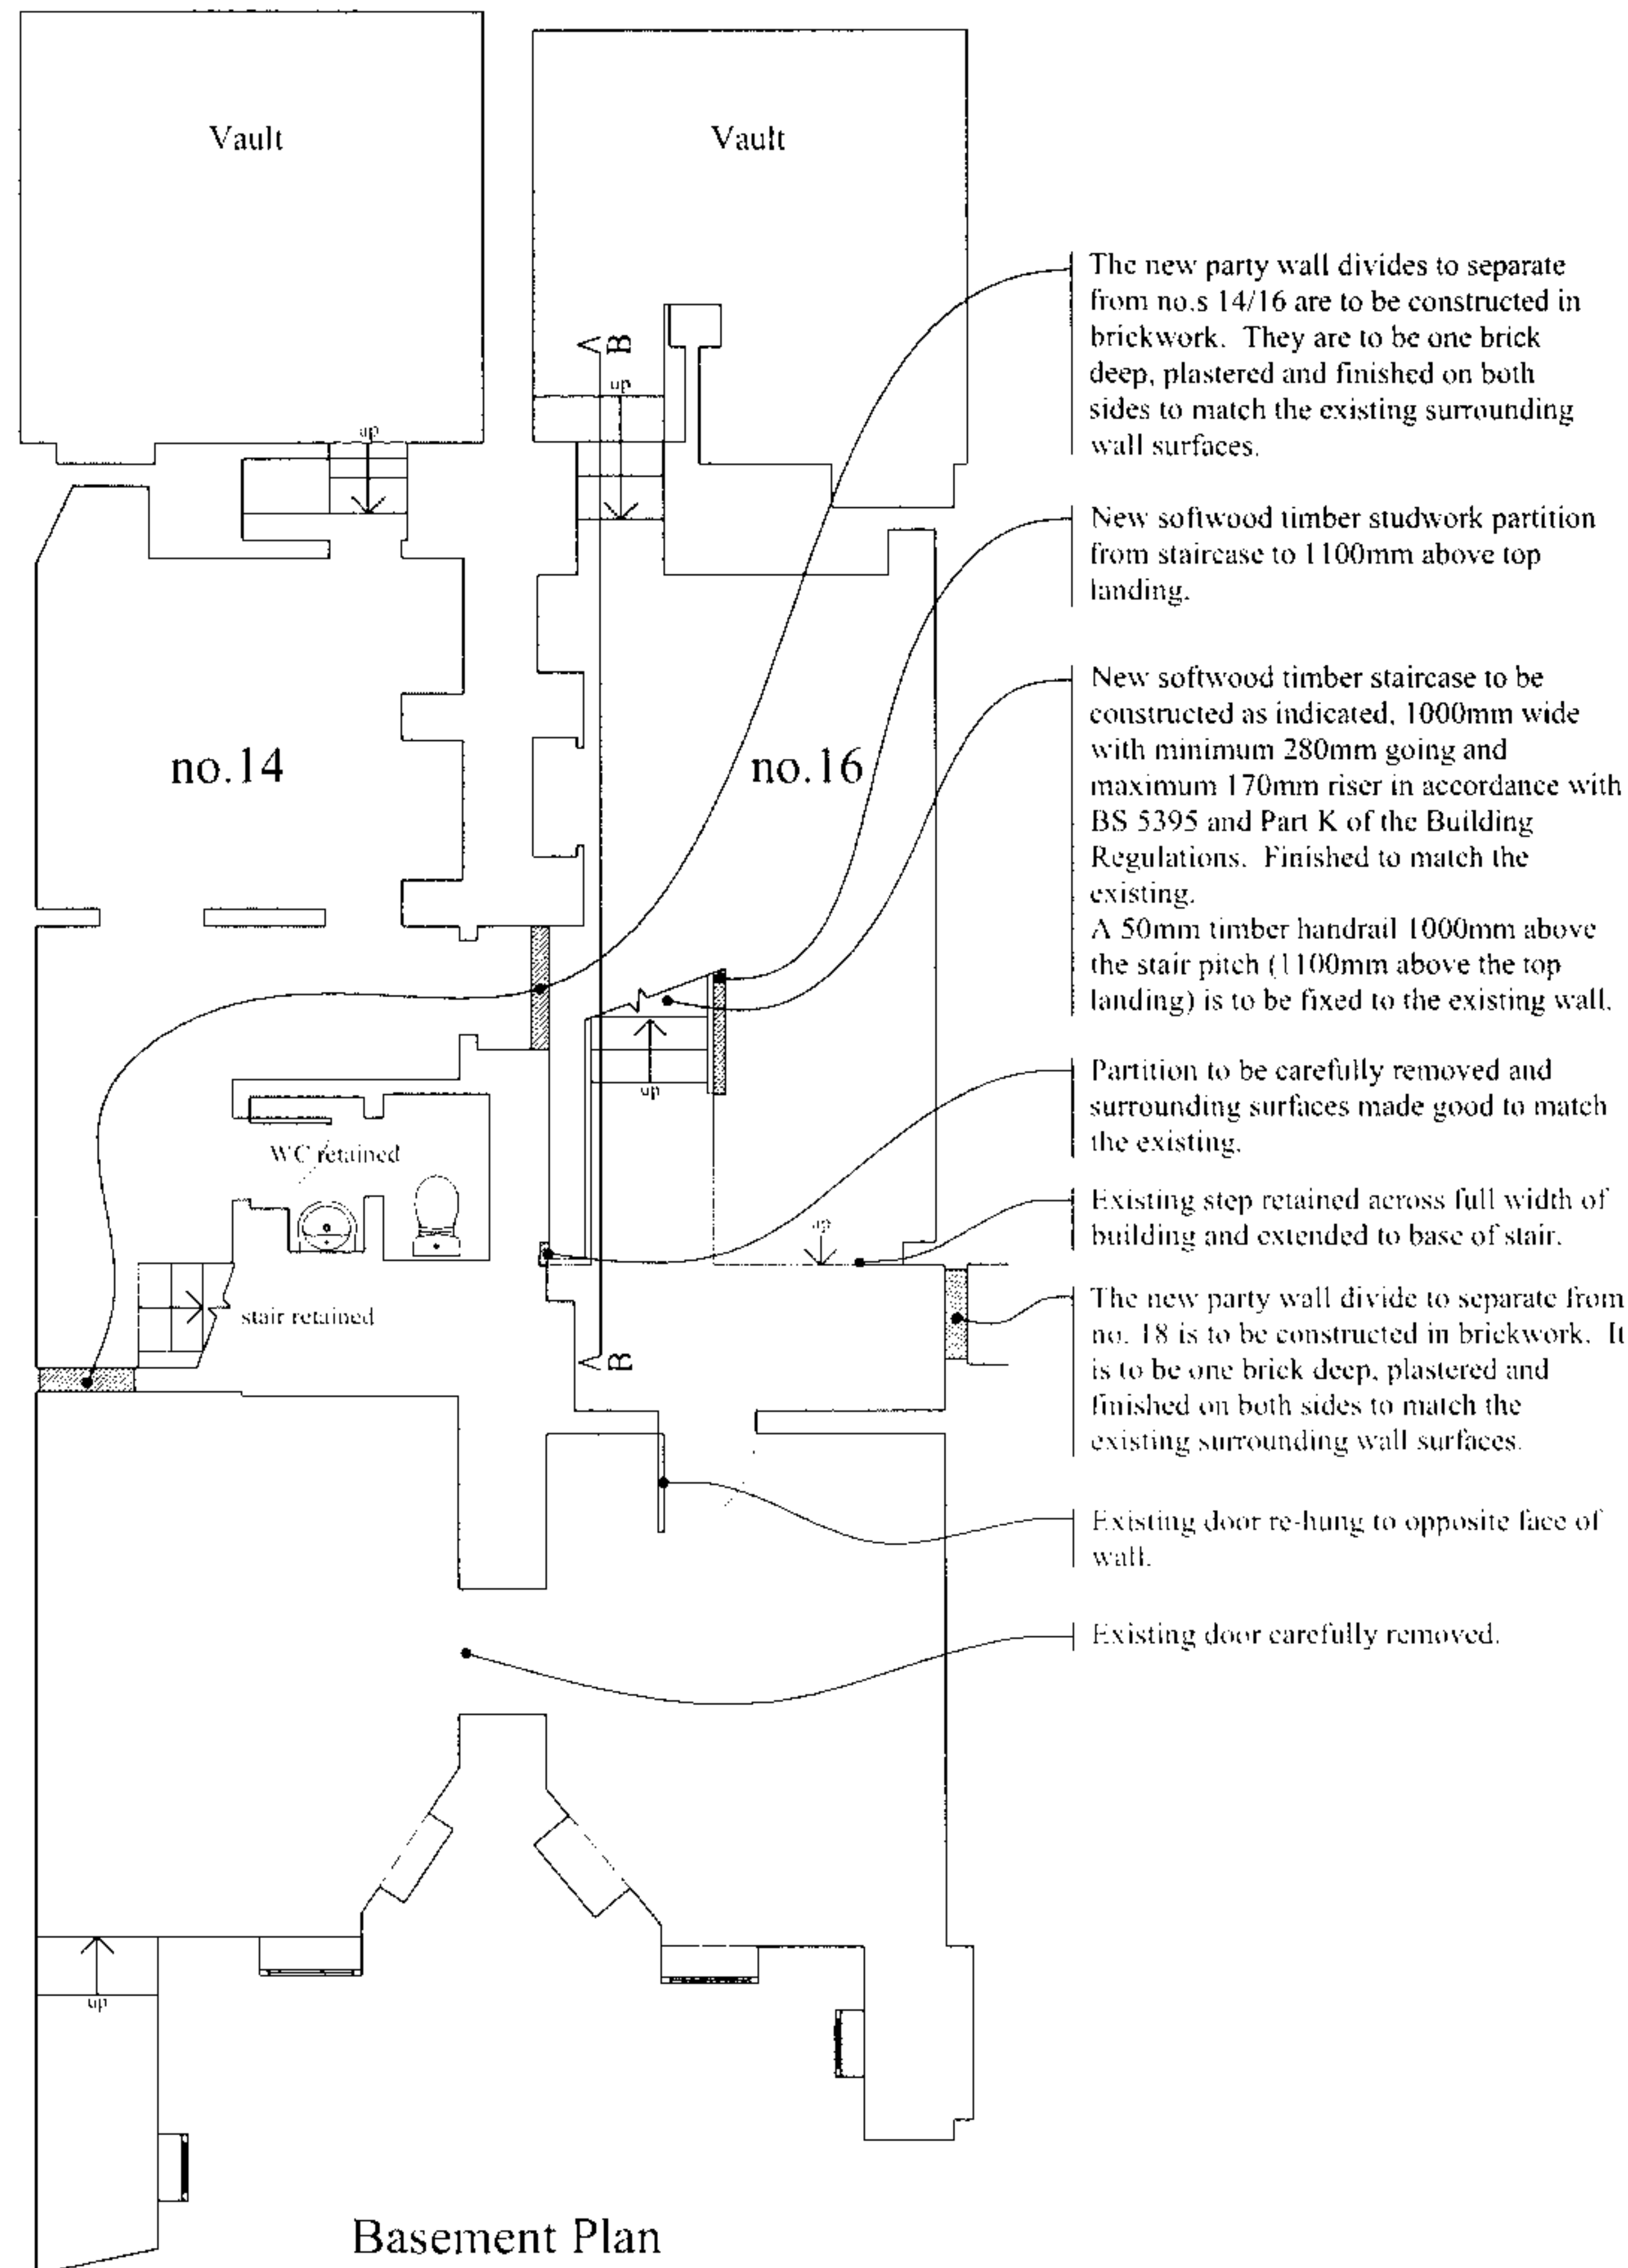 Vault
Vault
The new party wall divides to separate
from no.s 14/16 are to be constructed in
brickwork. They are to be one brick
deep, plastered and finished on both
sides to match the existing surrounding
wall surfaces.
B
up
up
New softwood timber studwork partition
from staircase to 1100mm above top
landing.
New softwood timber staircase to be
constructed as indicated, 1000mm wide
with minimum 280mm going and
maximum 170mm riser in accordance with
BS 5395 and Part K of the Building
Regulations. Finished to match the
existing.
A 50mm timber handrail 1000mm above
the stair pitch (1100mm above the top
landing) is to be fixed to the existing wall.
no.14
no.16
up
Partition to be carefully removed and
surrounding surfaces made good to match
the existing.
WC retained
Existing step retained across full width of
building and extended to base of stair.
up
stair retained
The new party wall divide to separate from
no. 18 is to be constructed in brickwork. It
is to be one brick deep, plastered and
finished on both sides to match the
existing surrounding wall surfaces.
B
Existing door re-hung to opposite face of
wall.
Existing door carefully removed.
up
Basement Plan